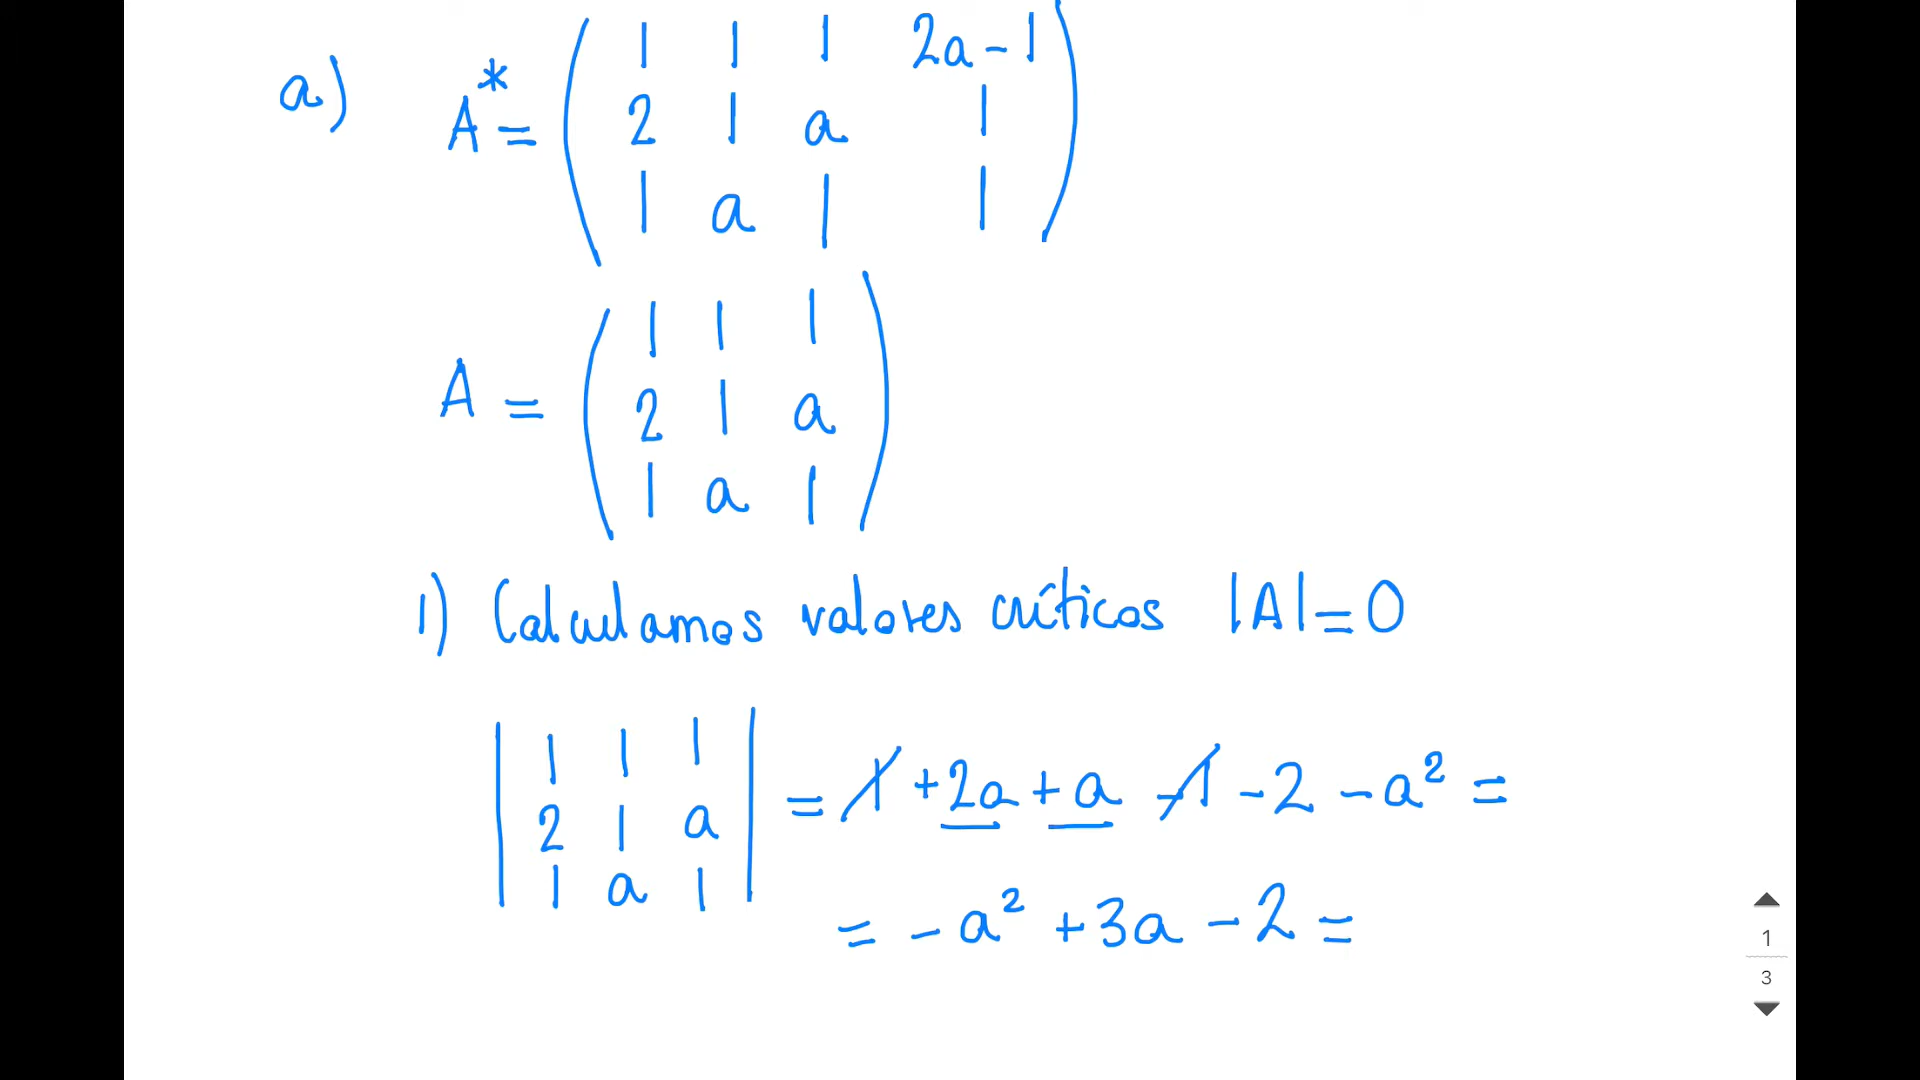 a) A* = ( 1 1 1 2a-1
2 1 a 1
1 a 1 1 )
A = ( 1 1 1
2 1 a
1 a 1 )
1) Calculamos valores críticos |A| = 0
| 1 1 1
2 1 a
1 a 1 | = 1 + 2a + a - 1 - 2 - a² =
= - a² + 3a - 2 =
1
3